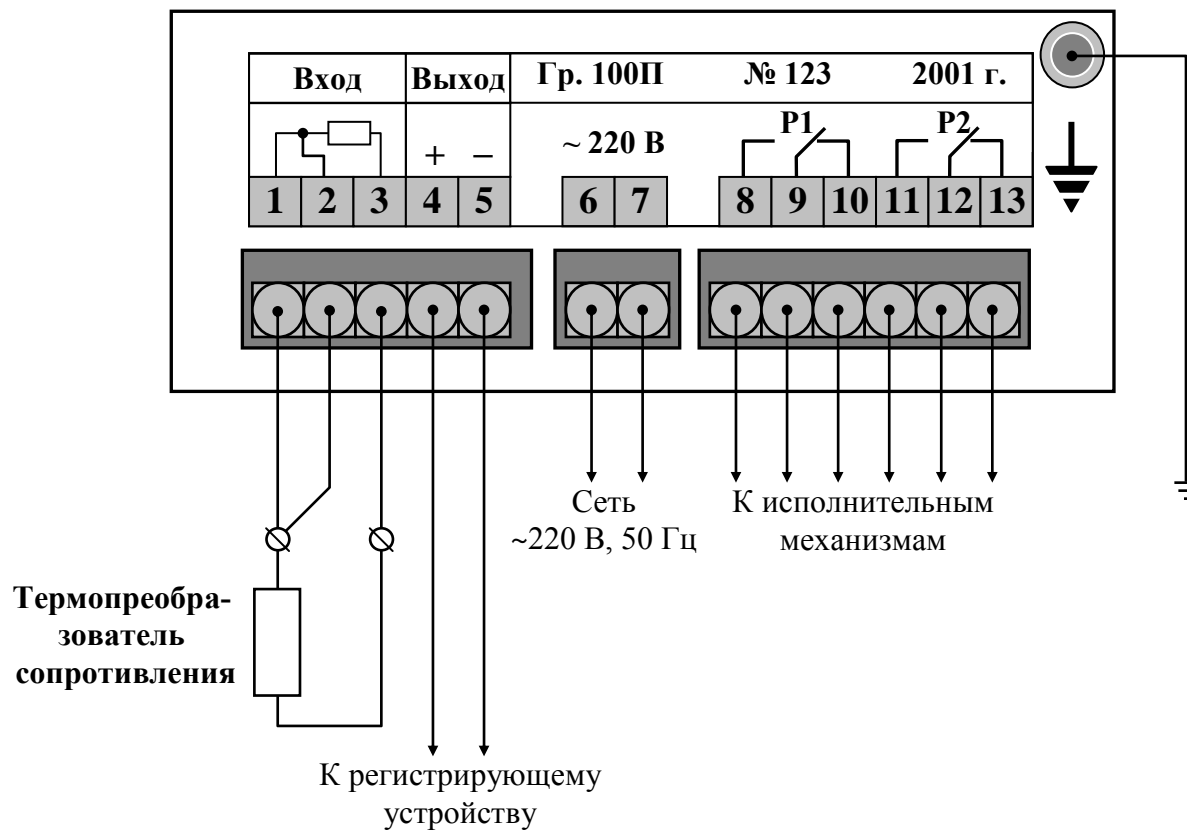 Вход Выход Гр. 100П № 123 2001 г.
+ – ~ 220 В Р1 Р2
1 2 3 4 5 6 7 8 9 10 11 12 13
Сеть
~220 В, 50 Гц
К исполнительным
механизмам
Термопреобра-
зователь
сопротивления
К регистрирующему
устройству